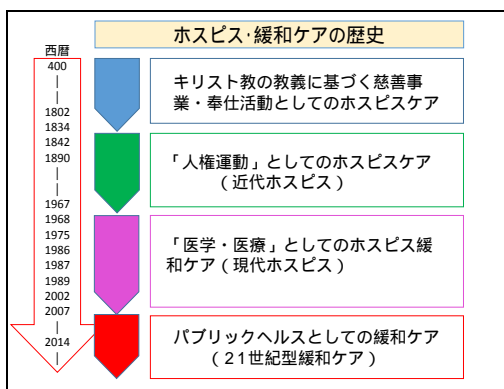 ホスピス･緩和ケアの歴史
西暦
400
|
|
1802
1834
1842
1890
|
|
1967
1968
1975
1986
1987
1989
2002
2007
|
2014
|
キリスト教の教義に基づく慈善事
業・奉仕活動としてのホスピスケア
「人権運動」としてのホスピスケア
(近代ホスピス)
「医学・医療」としてのホスピス緩
和ケア(現代ホスピス)
パブリックヘルスとしての緩和ケア
(21世紀型緩和ケア)